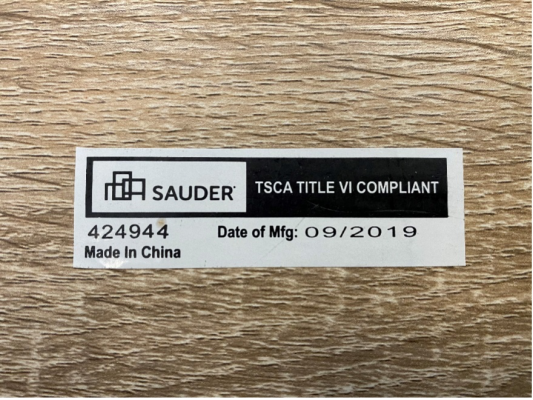 SAUDER
TSCA TITLE VI COMPLIANT
424944 Date of Mfg: 09/2019
Made In China